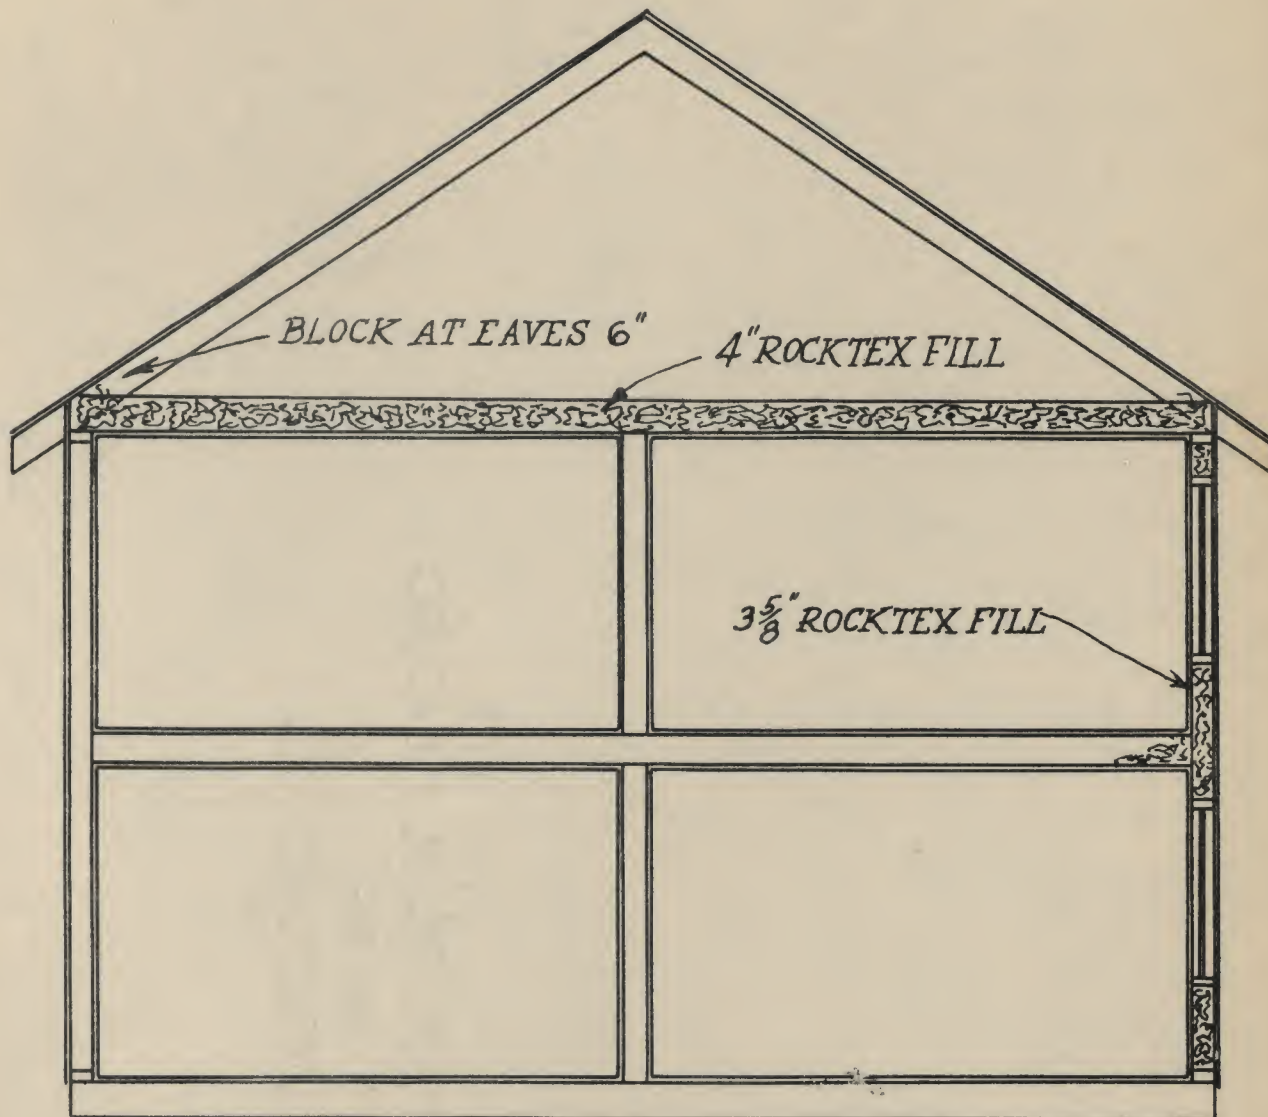 BLOCK AT EAVES 6"
4" ROCKTEX FILL
3 5/8" ROCKTEX FILL